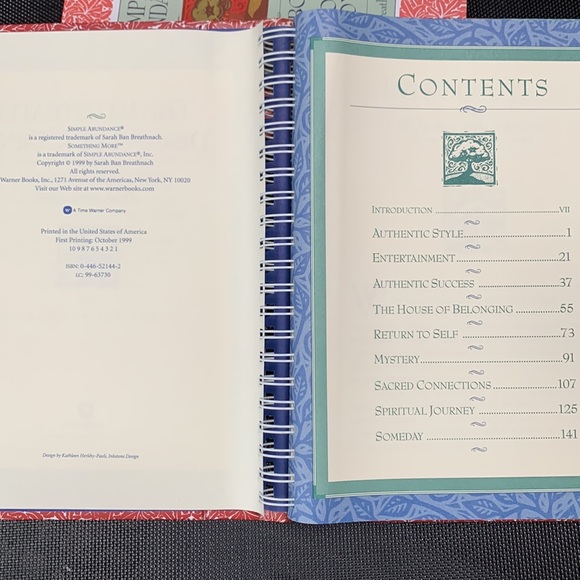 SIMPLE ABUNDANCE®
is a registered trademark of Sarah Ban Breathnach.
SOMETHING MORE™
is a trademark of SIMPLE ABUNDANCE®, Inc.
Copyright © 1999 by Sarah Ban Breathnach
All rights reserved.
Warner Books, Inc., 1271 Avenue of the Americas, New York, NY 10020
Visit our Web site at www.warnerbooks.com
W A Time Warner Company
Printed in the United States of America
First Printing: October 1999
10 9 8 7 6 5 4 3 2 1
ISBN: 0-446-52144-2
LC: 99-63730
Design by Kathleen Herlihy-Paoli, Inkstone Design
CONTENTS
INTRODUCTION ........ VII
AUTHENTIC STYLE ........ 1
ENTERTAINMENT ........ 21
AUTHENTIC SUCCESS ........ 37
THE HOUSE OF BELONGING ........ 55
RETURN TO SELF ........ 73
MYSTERY ........ 91
SACRED CONNECTIONS ........ 107
SPIRITUAL JOURNEY ........ 125
SOMEDAY ........ 141